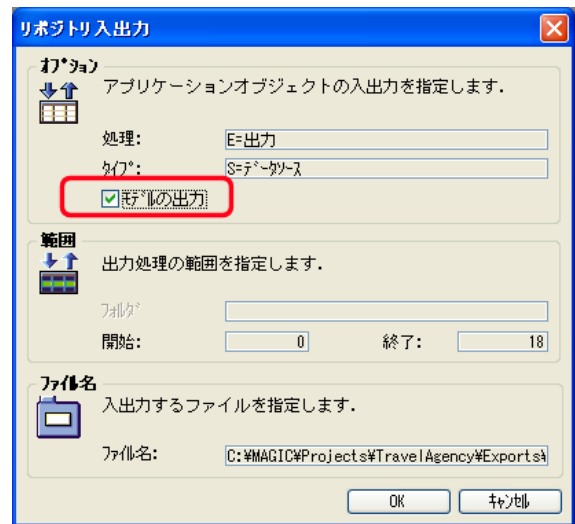 リポジトリ入出力
オプション
アプリケーションオブジェクトの入出力を指定します.
処理: E=出力
タイプ: S=データソース
モデルの出力
範囲
出力処理の範囲を指定します.
フォルダ
開始: 0 終了: 18
ファイル名
入出力するファイルを指定します.
ファイル名: C:¥MAGIC¥Projects¥TravelAgency¥Exports¥
OK キャンセル